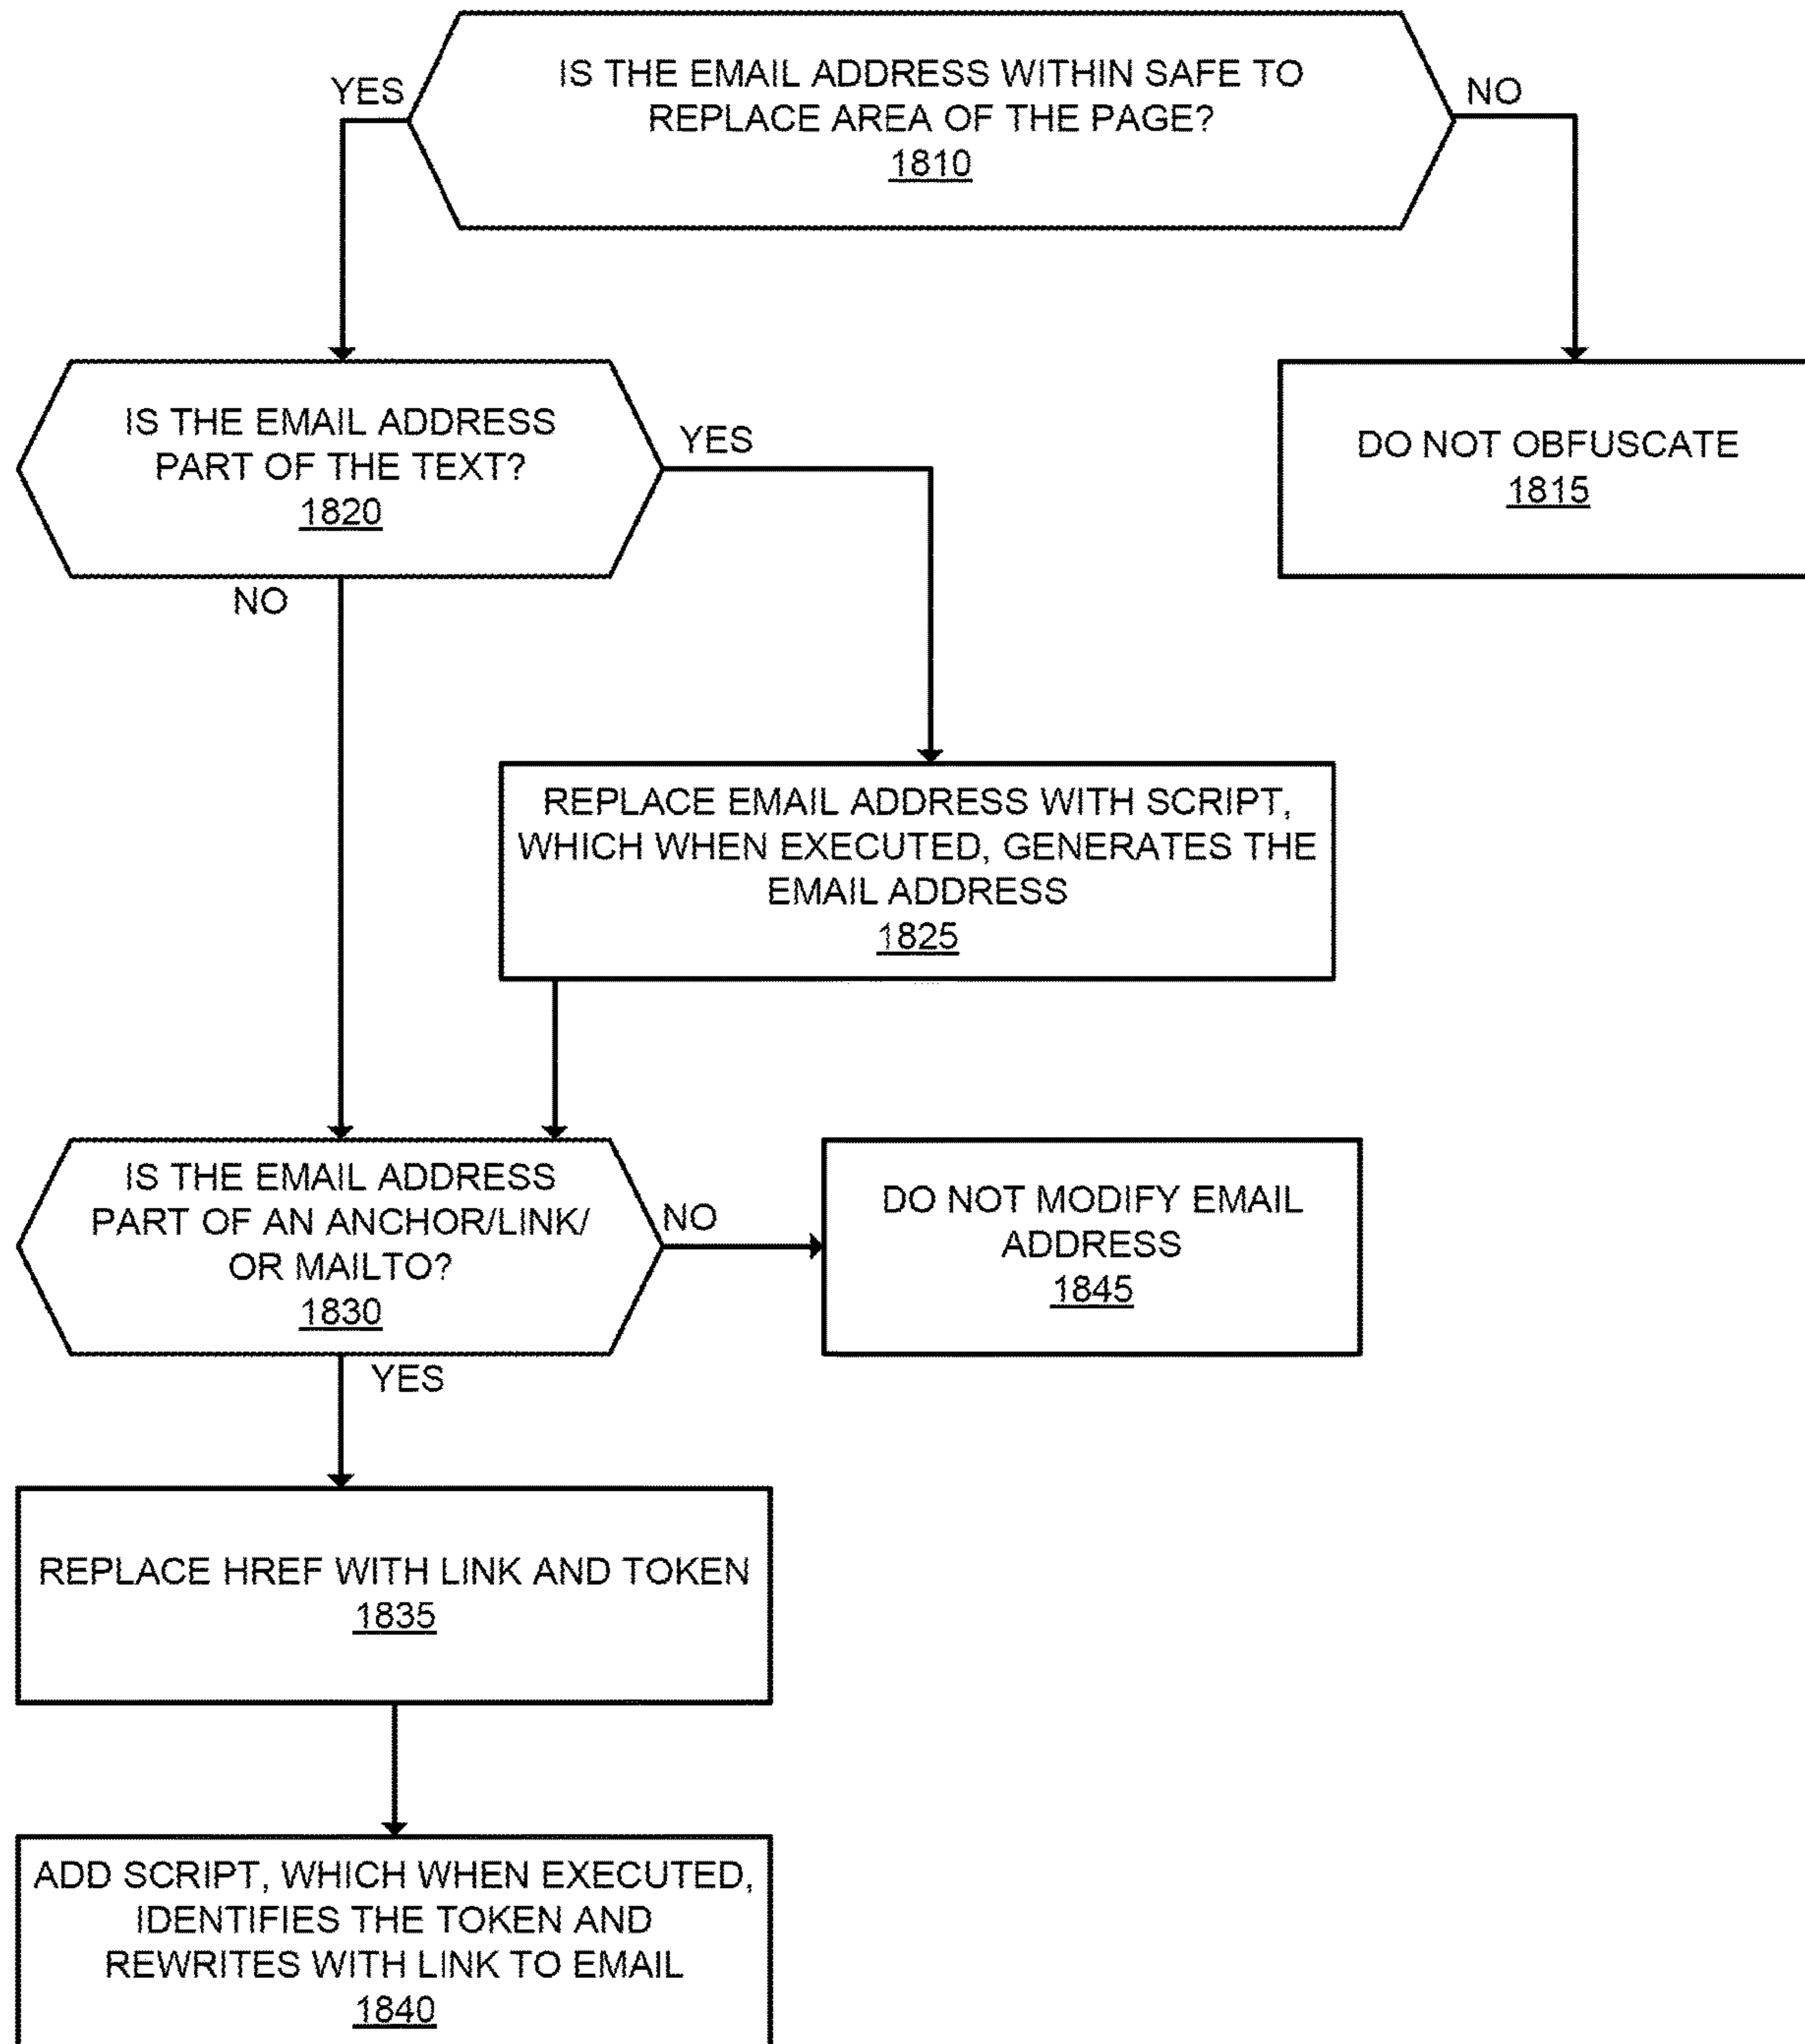 IS THE EMAIL ADDRESS WITHIN SAFE TO
REPLACE AREA OF THE PAGE?
1810
YES
NO
IS THE EMAIL ADDRESS
PART OF THE TEXT?
1820
YES
NO
DO NOT OBFUSCATE
1815
REPLACE EMAIL ADDRESS WITH SCRIPT,
WHICH WHEN EXECUTED, GENERATES THE
EMAIL ADDRESS
1825
IS THE EMAIL ADDRESS
PART OF AN ANCHOR/LINK/
OR MAILTO?
1830
NO
YES
DO NOT MODIFY EMAIL
ADDRESS
1845
REPLACE HREF WITH LINK AND TOKEN
1835
ADD SCRIPT, WHICH WHEN EXECUTED,
IDENTIFIES THE TOKEN AND
REWRITES WITH LINK TO EMAIL
1840